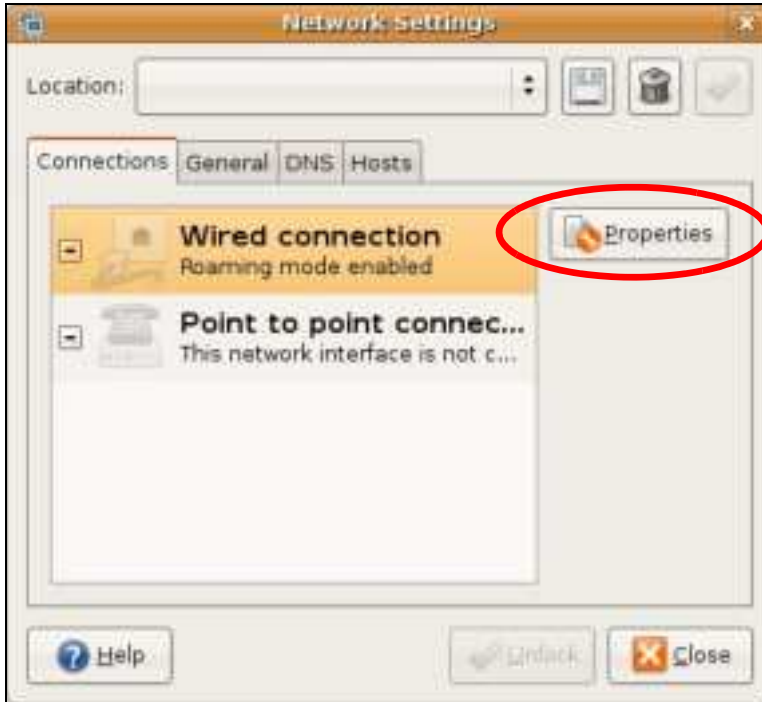 Network Settings
Location:
Connections General DNS Hosts
Wired connection
Roaming mode enabled
Properties
Point to point connec...
This network interface is not c...
Help Unlock Close